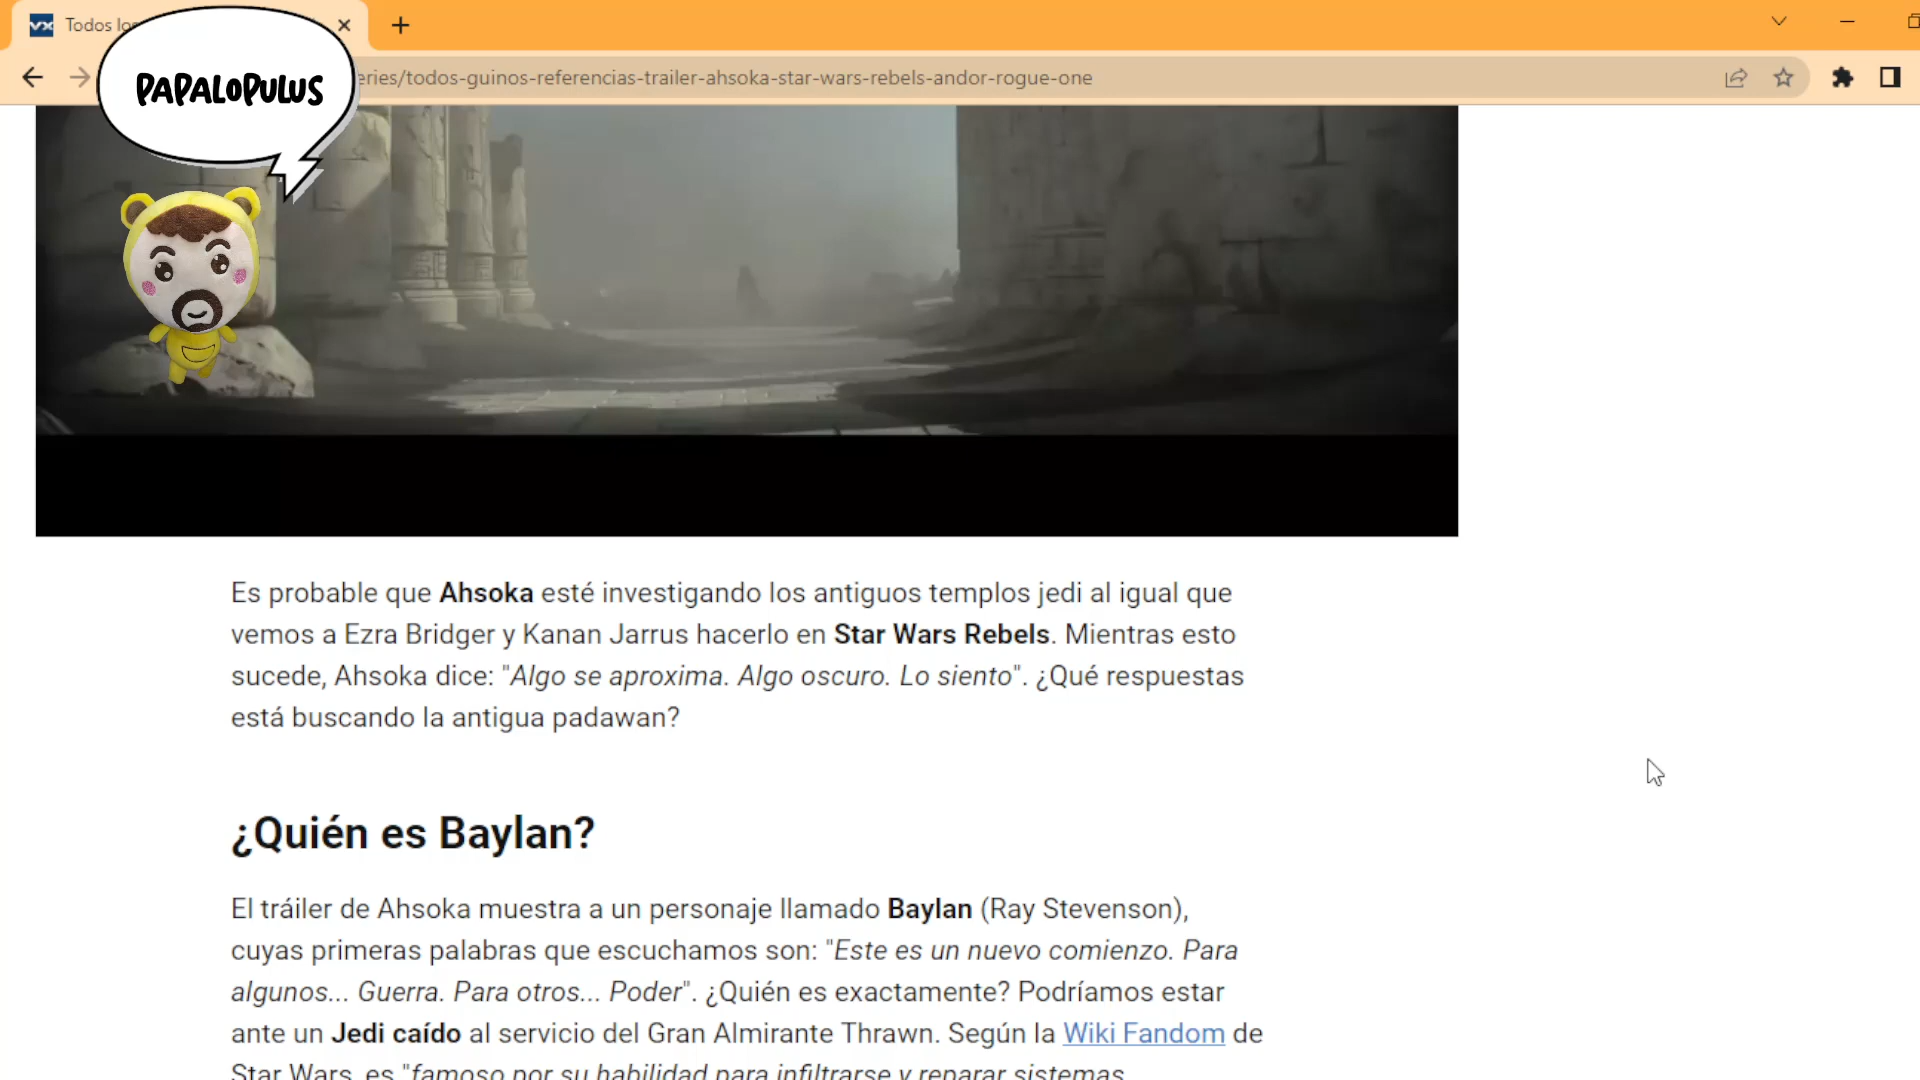 vx Todos lo
PAPALOPULUS
eries/todos-guinos-referencias-trailer-ahsoka-star-wars-rebels-andor-rogue-one
Es probable que Ahsoka esté investigando los antiguos templos jedi al igual que
vemos a Ezra Bridger y Kanan Jarrus hacerlo en Star Wars Rebels. Mientras esto
sucede, Ahsoka dice: "Algo se aproxima. Algo oscuro. Lo siento". ¿Qué respuestas
está buscando la antigua padawan?
¿Quién es Baylan?
El tráiler de Ahsoka muestra a un personaje llamado Baylan (Ray Stevenson),
cuyas primeras palabras que escuchamos son: "Este es un nuevo comienzo. Para
algunos... Guerra. Para otros... Poder". ¿Quién es exactamente? Podríamos estar
ante un Jedi caído al servicio del Gran Almirante Thrawn. Según la Wiki Fandom de
Star Wars, es "famoso por su habilidad para infiltrarse y reparar sistemas